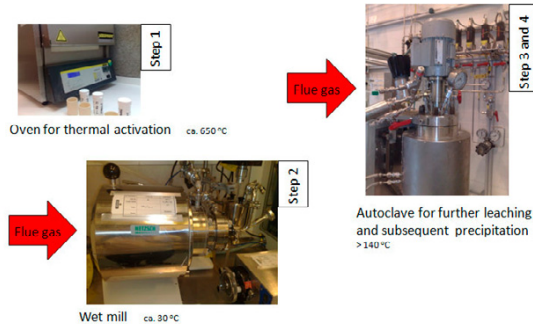 Step 1
Oven for thermal activation ca. 650 °C
Flue gas
Step 3 and 4
Autoclave for further leaching
and subsequent precipitation
>140 °C
Flue gas
Step 2
NETZSCH
Wet mill ca. 30 °C